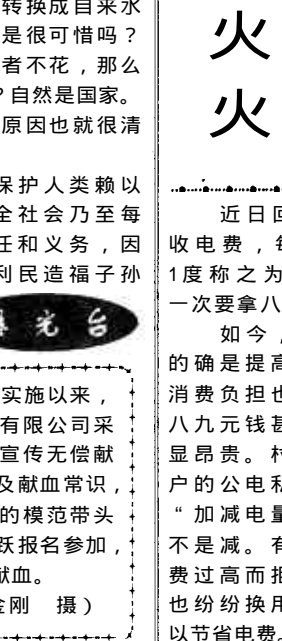 转换成自来水
是很可惜吗？
者不花，那么
？自然是国家。
原因也就很清
保护人类赖以
全社会乃至每
任和义务，因
利民造福子孙
光台
实施以来，
有限公司采
宣传无偿献
及献血常识，
的模范带头
跃报名参加，
献血。
金刚 摄）
火
火
近日回
收电费，每
1度称之为
一次要拿八
如今，
的确是提高
消费负担也
八九元钱甚
显昂贵。村
户的公电私
“加减电量
不是减。有
费过高而拒
也纷纷换用
以节省电费。